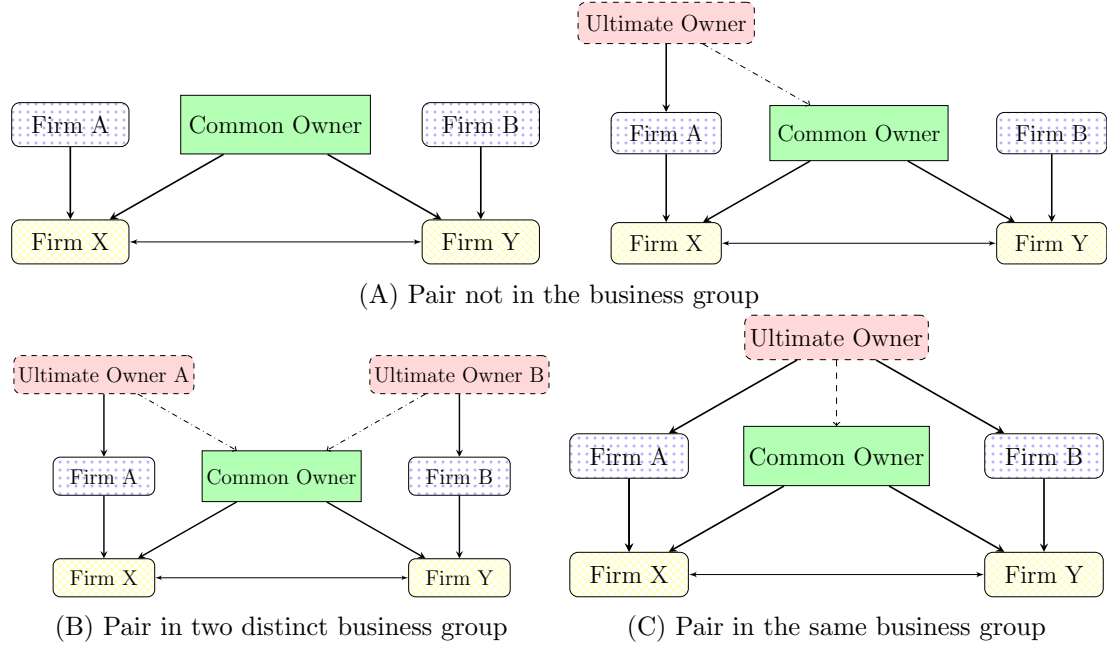 Ultimate Owner
Firm A
Common Owner
Firm B
Firm X
Firm Y
Firm A
Common Owner
Firm B
Firm X
Firm Y
(A) Pair not in the business group
Ultimate Owner A
Ultimate Owner B
Firm A
Common Owner
Firm B
Firm X
Firm Y
(B) Pair in two distinct business group
Ultimate Owner
Firm A
Common Owner
Firm B
Firm X
Firm Y
(C) Pair in the same business group